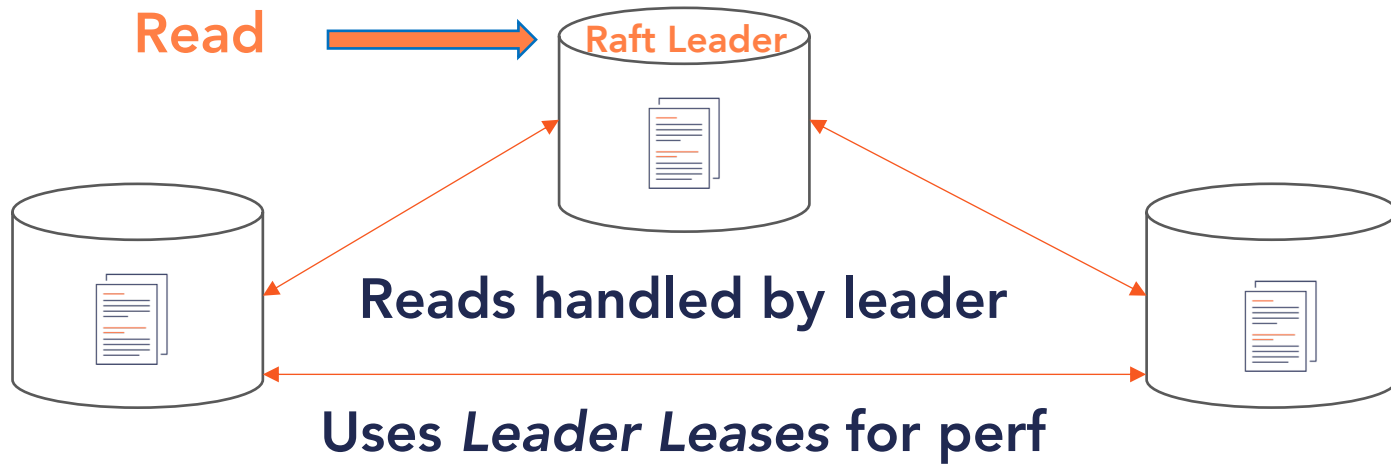 Read
Raft Leader
Reads handled by leader
Uses Leader Leases for perf